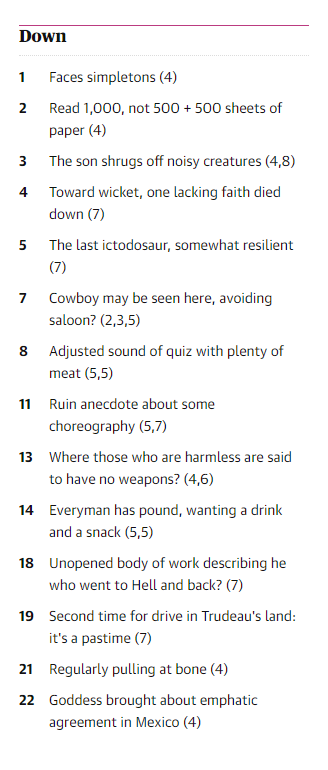 Down
1 Faces simpletons (4)
2 Read 1,000, not 500 + 500 sheets of
paper (4)
3 The son shrugs off noisy creatures (4,8)
4 Toward wicket, one lacking faith died
down (7)
5 The last ictodosaur, somewhat resilient
(7)
7 Cowboy may be seen here, avoiding
saloon? (2,3,5)
8 Adjusted sound of quiz with plenty of
meat (5,5)
11 Ruin anecdote about some
choreography (5,7)
13 Where those who are harmless are said
to have no weapons? (4,6)
14 Everyman has pound, wanting a drink
and a snack (5,5)
18 Unopened body of work describing he
who went to Hell and back? (7)
19 Second time for drive in Trudeau's land:
it's a pastime (7)
21 Regularly pulling at bone (4)
22 Goddess brought about emphatic
agreement in Mexico (4)